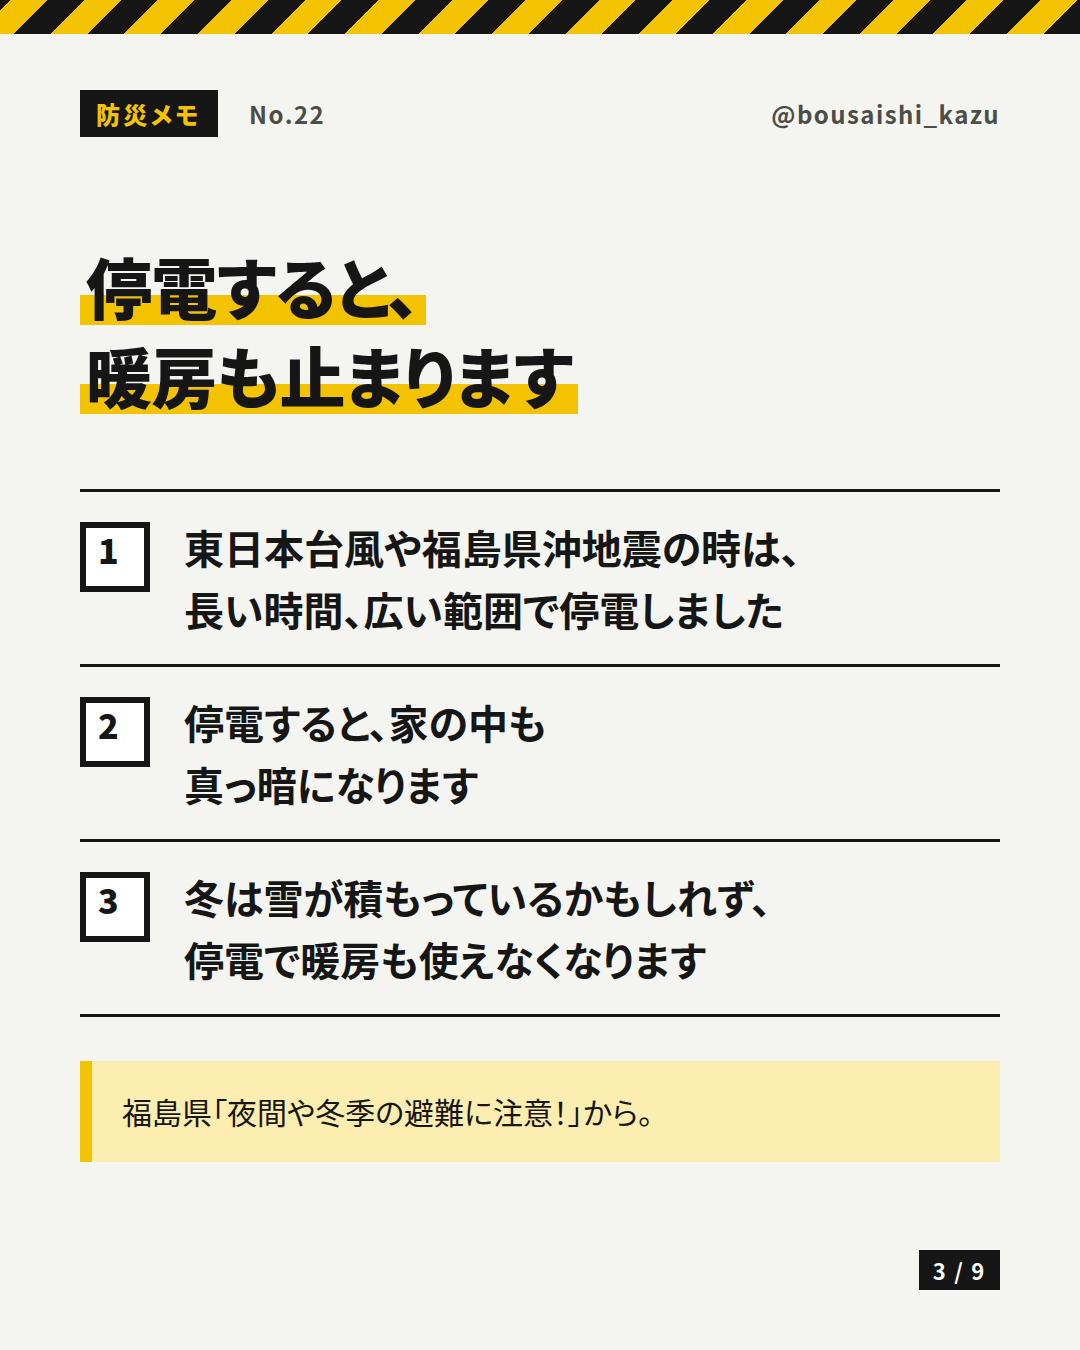 防災メモ No.22 @bousaishi_kazu
停電すると、
暖房も止まります
1 東日本台風や福島県沖地震の時は、
長い時間、広い範囲で停電しました
2 停電すると、家の中も
真っ暗になります
3 冬は雪が積もっているかもしれず、
停電で暖房も使えなくなります
福島県「夜間や冬季の避難に注意!」から。
3 / 9